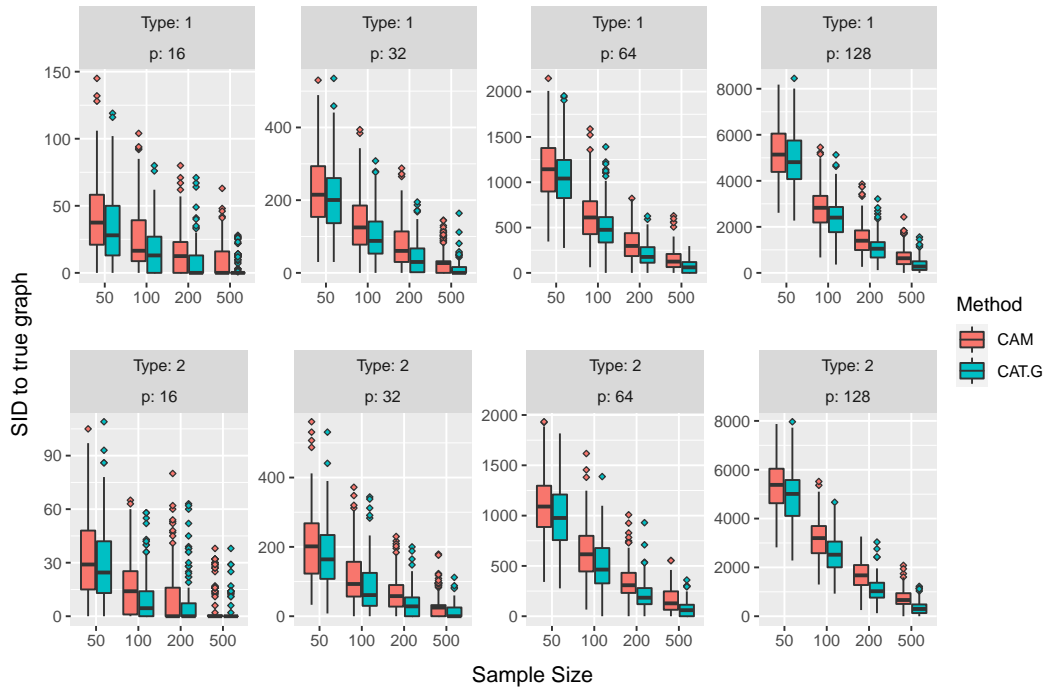 Type: 1
p: 16
150
100
50
0
50 100 200 500
Type: 1
p: 32
400
200
0
50 100 200 500
Type: 1
p: 64
2000
1500
1000
500
0
50 100 200 500
Type: 1
p: 128
8000
6000
4000
2000
0
50 100 200 500
Type: 2
p: 16
90
60
30
0
50 100 200 500
Type: 2
p: 32
400
200
0
50 100 200 500
Type: 2
p: 64
2000
1500
1000
500
0
50 100 200 500
Type: 2
p: 128
8000
6000
4000
2000
0
50 100 200 500
SID to true graph
Sample Size
Method
CAM
CAT.G